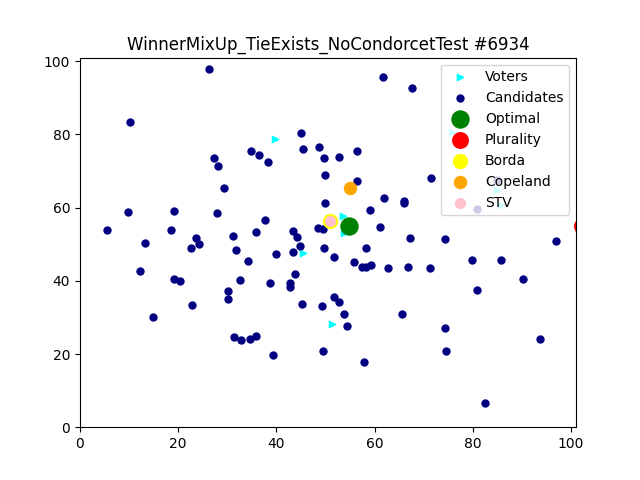 WinnerMixUp_TieExists_NoCondorcetTest #6934
100
80
60
40
20
0
0 20 40 60 80 100
Voters
Candidates
Optimal
Plurality
Borda
Copeland
STV